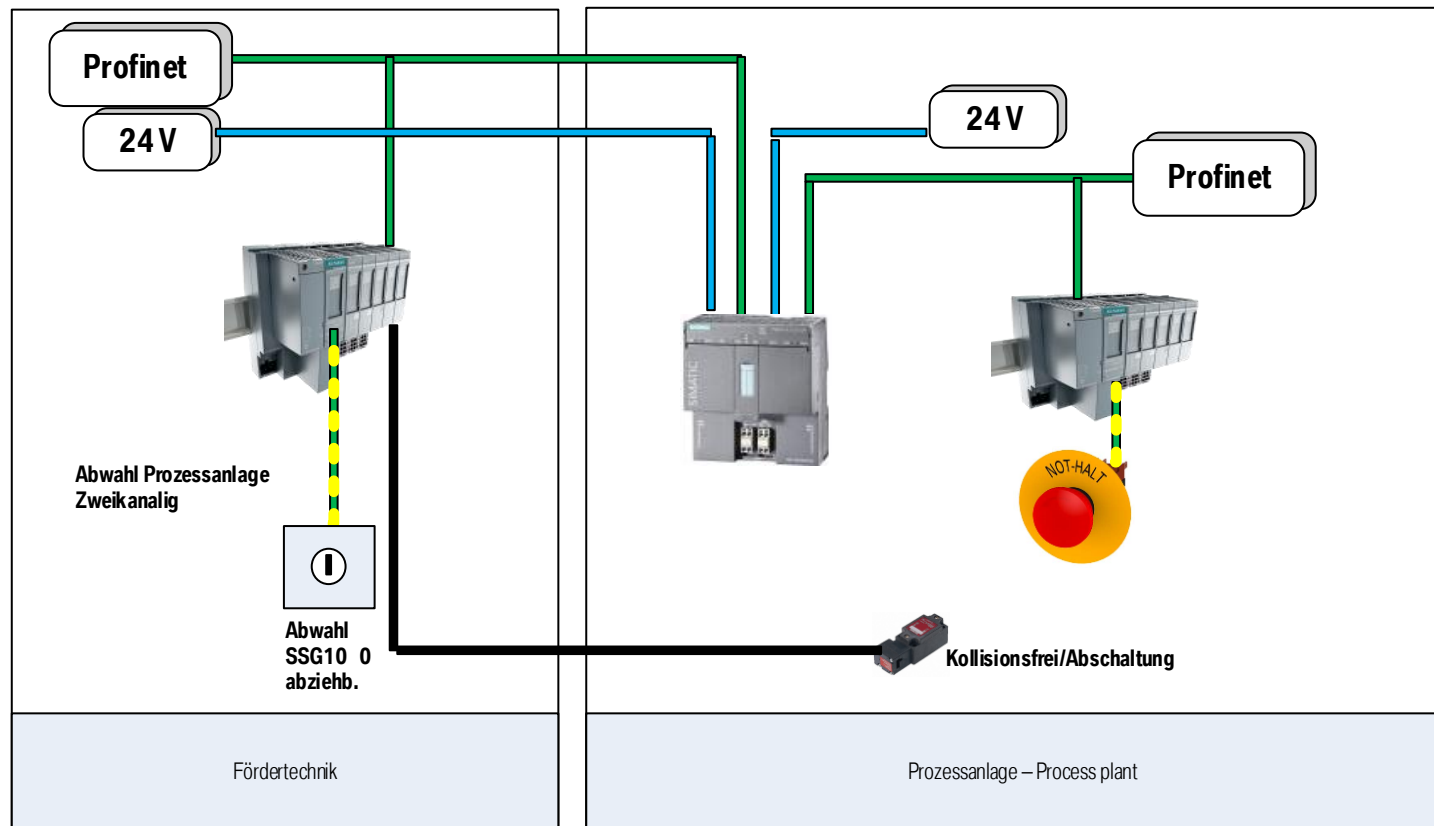 Profinet
24 V
24 V
Profinet
SIMATIC
NOT-HALT
Abwahl Prozessanlage
Zweikanalig
Abwahl
SSG10 0
abziehb.
Kollisionsfrei/Abschaltung
Fördertechnik
Prozessanlage – Process plant